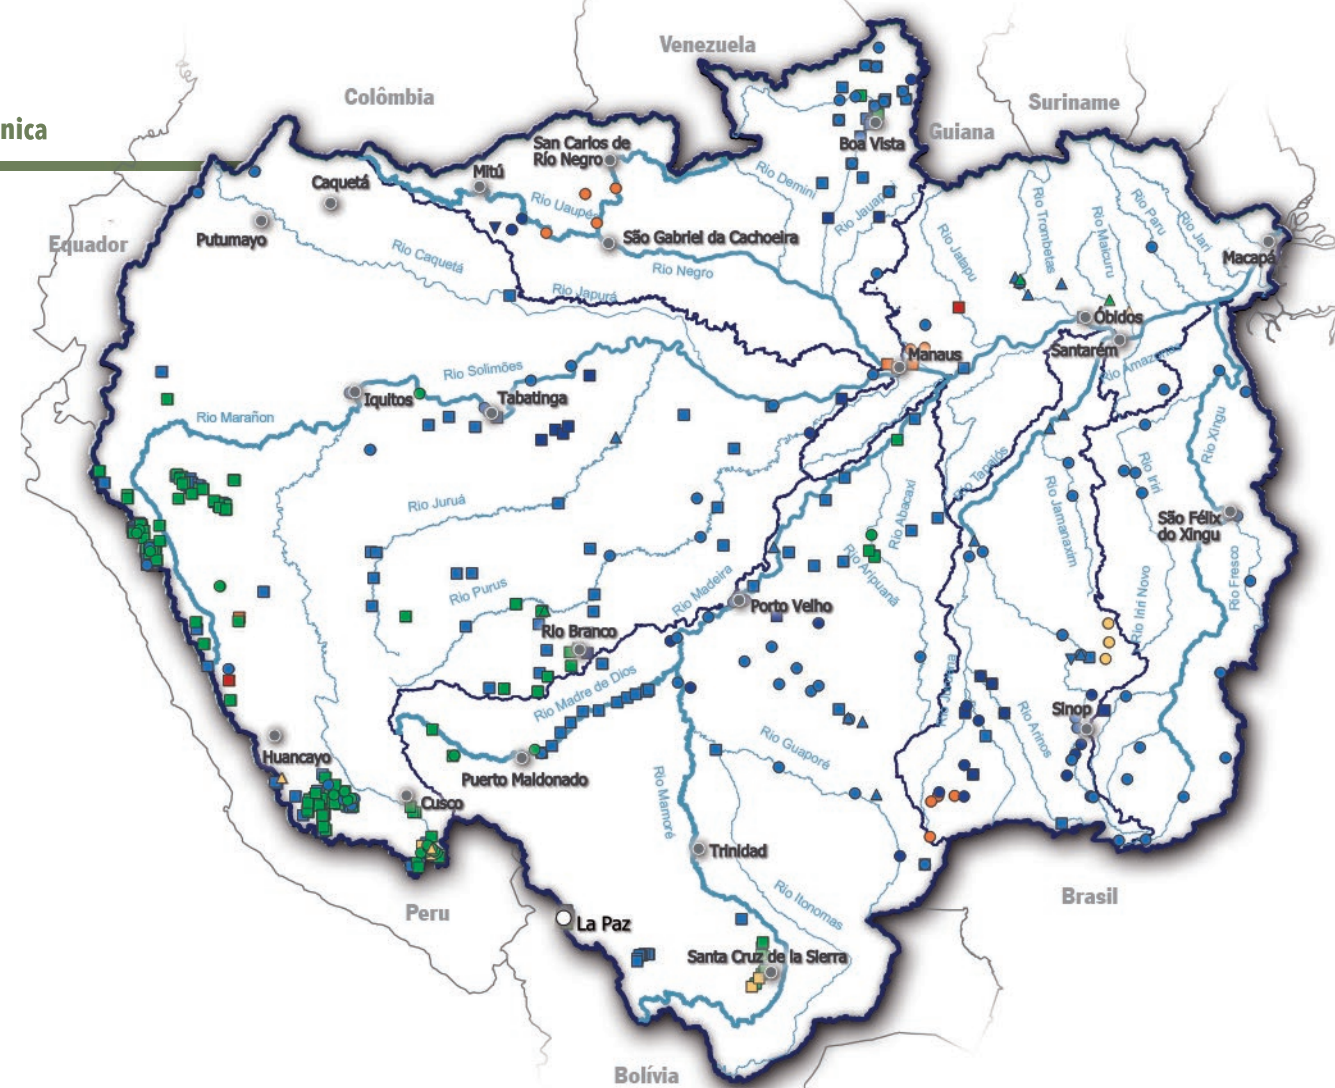 nica
Venezuela
Colômbia
Suriname
Guiana
Equador
San Carlos de
Río Negro
Boa Vista
Mitú
Caquetá
Rio Demini
Rio Uaupés
Putumayo
São Gabriel da Cachoeira
Rio Trombetas
Rio Maicuru
Rio Paru
Rio Jari
Macapá
Rio Caquetá
Rio Negro
Rio Jatapu
Rio Japurá
Óbidos
Santarém
Manaus
Rio Amazonas
Rio Solimões
Iquitos
Tabatinga
Rio Marañon
Rio Xingu
Rio Tapajós
Rio Iriri
Rio Juruá
Rio Abacaxi
Rio Jamanaxim
São Félix
do Xingu
Rio Aripuanã
Rio Fresco
Rio Purus
Rio Madeira
Porto Velho
Rio Iriri Novo
Rio Branco
Rio Madre de Dios
Sinop
Rio Arinos
Huancayo
Puerto Maldonado
Rio Guaporé
Cusco
Rio Mamoré
Trinidad
Rio Itonomas
Brasil
Peru
La Paz
Santa Cruz de la Sierra
Bolívia